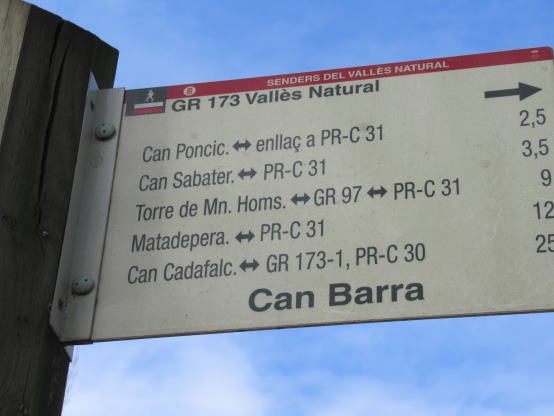 SENDERS DEL VALLÈS NATURAL
GR 173 Vallès Natural
Can Poncic. ↔ enllaç a PR-C 31 2,5
Can Sabater. ↔ PR-C 31 3,5
Torre de Mn. Homs. ↔ GR 97 ↔ PR-C 31 9
Matadepera. ↔ PR-C 31 12
Can Cadafalc. ↔ GR 173-1, PR-C 30 25
Can Barra